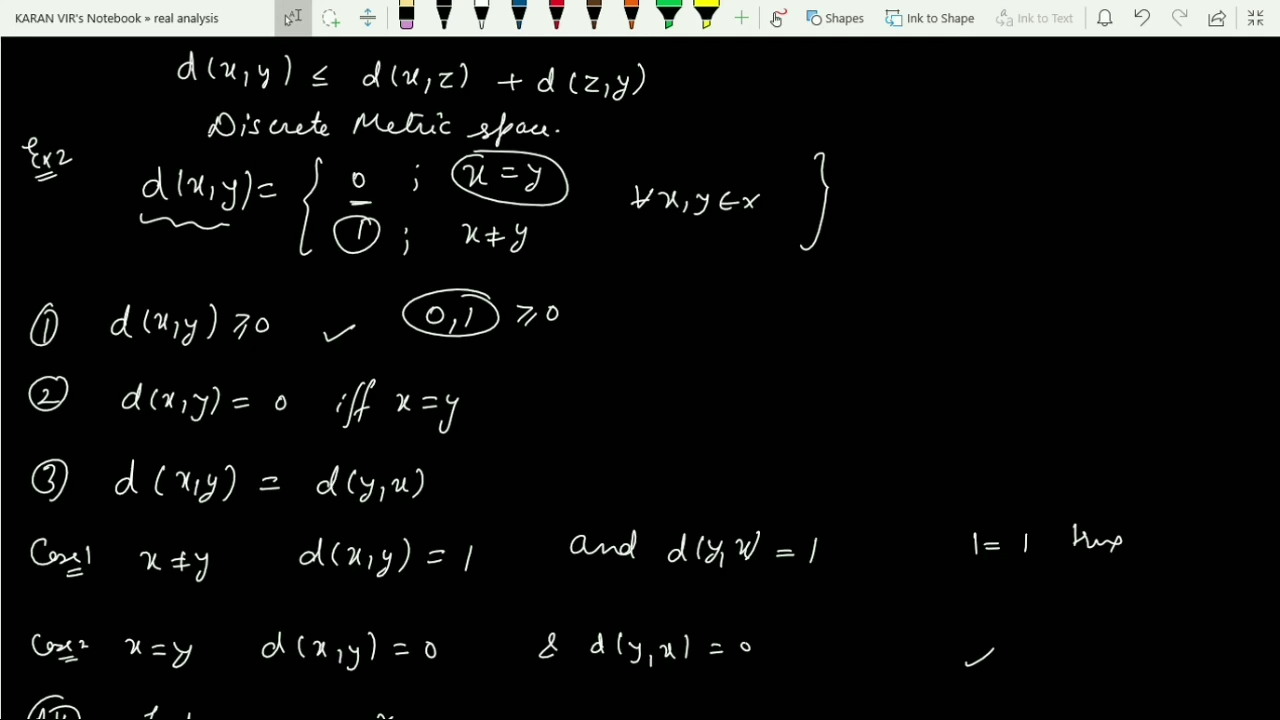 KARAN VIR's Notebook » real analysis
Shapes Ink to Shape Ink to Text
d(x,y) ≤ d(x,z) + d(z,y)
Discrete Metric space.
Ex2
d(x,y) = { 0 ; x = y ∀ x,y ∈ x }
1 ; x ≠ y
① d(x,y) ≥ 0 ✓ 0,1 ≥ 0
② d(x,y) = 0 iff x = y
③ d(x,y) = d(y,x)
Case1 x ≠ y d(x,y) = 1 and d(y,x) = 1 1 = 1 true
Case2 x = y d(x,y) = 0 & d(y,x) = 0 ✓